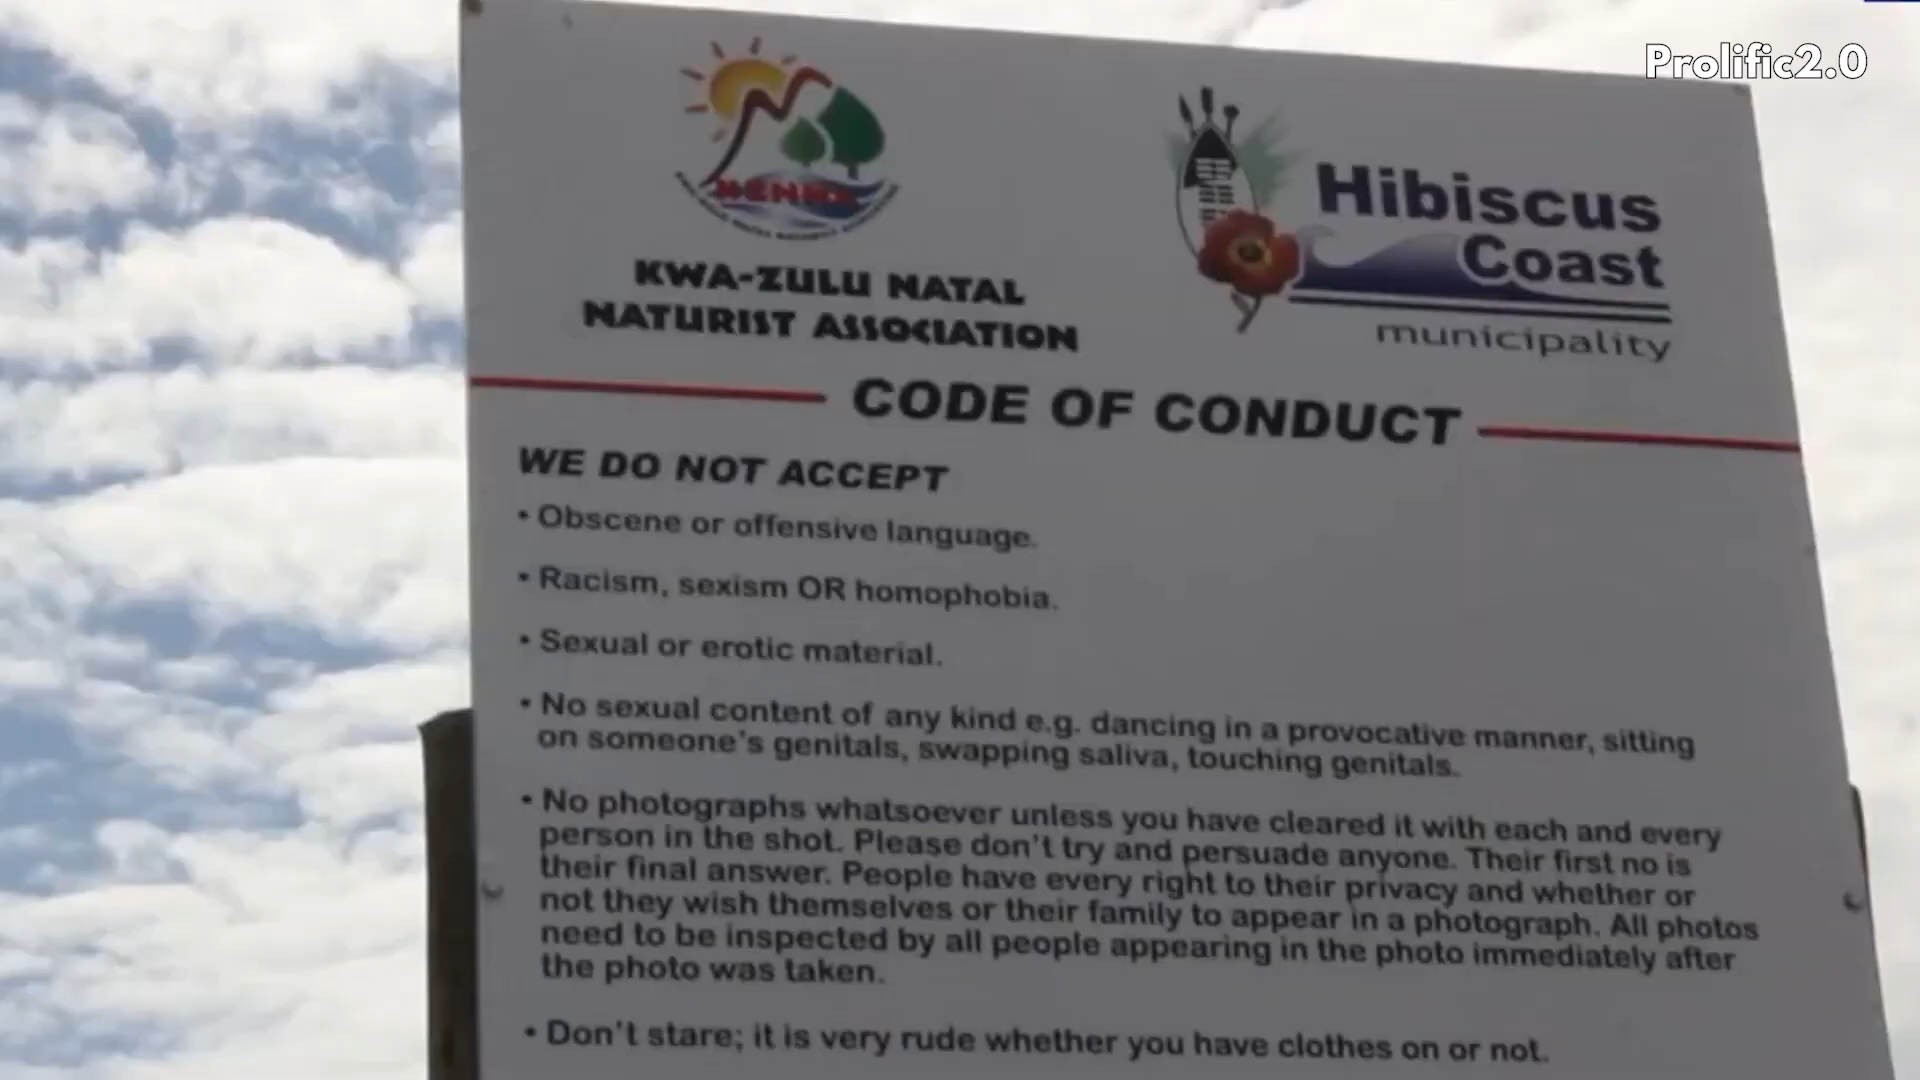 Prolific2.0
KWA-ZULU NATAL
NATURIST ASSOCIATION
Hibiscus
Coast
municipality
CODE OF CONDUCT
WE DO NOT ACCEPT
• Obscene or offensive language.
• Racism, sexism OR homophobia.
• Sexual or erotic material.
• No sexual content of any kind e.g. dancing in a provocative manner, sitting
on someone's genitals, swapping saliva, touching genitals.
• No photographs whatsoever unless you have cleared it with each and every
person in the shot. Please don't try and persuade anyone. Their first no is
their final answer. People have every right to their privacy and whether or
not they wish themselves or their family to appear in a photograph. All photos
need to be inspected by all people appearing in the photo immediately after
the photo was taken.
• Don't stare; it is very rude whether you have clothes on or not.